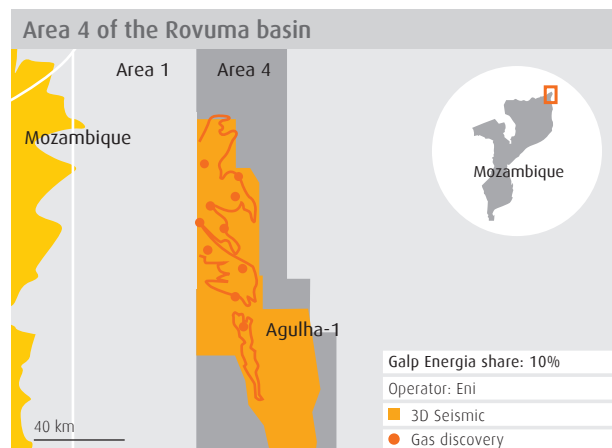 Area 4 of the Rovuma basin
Area 1
Area 4
Mozambique
Mozambique
Agulha-1
Galp Energia share: 10%
Operator: Eni
3D Seismic
Gas discovery
40 km